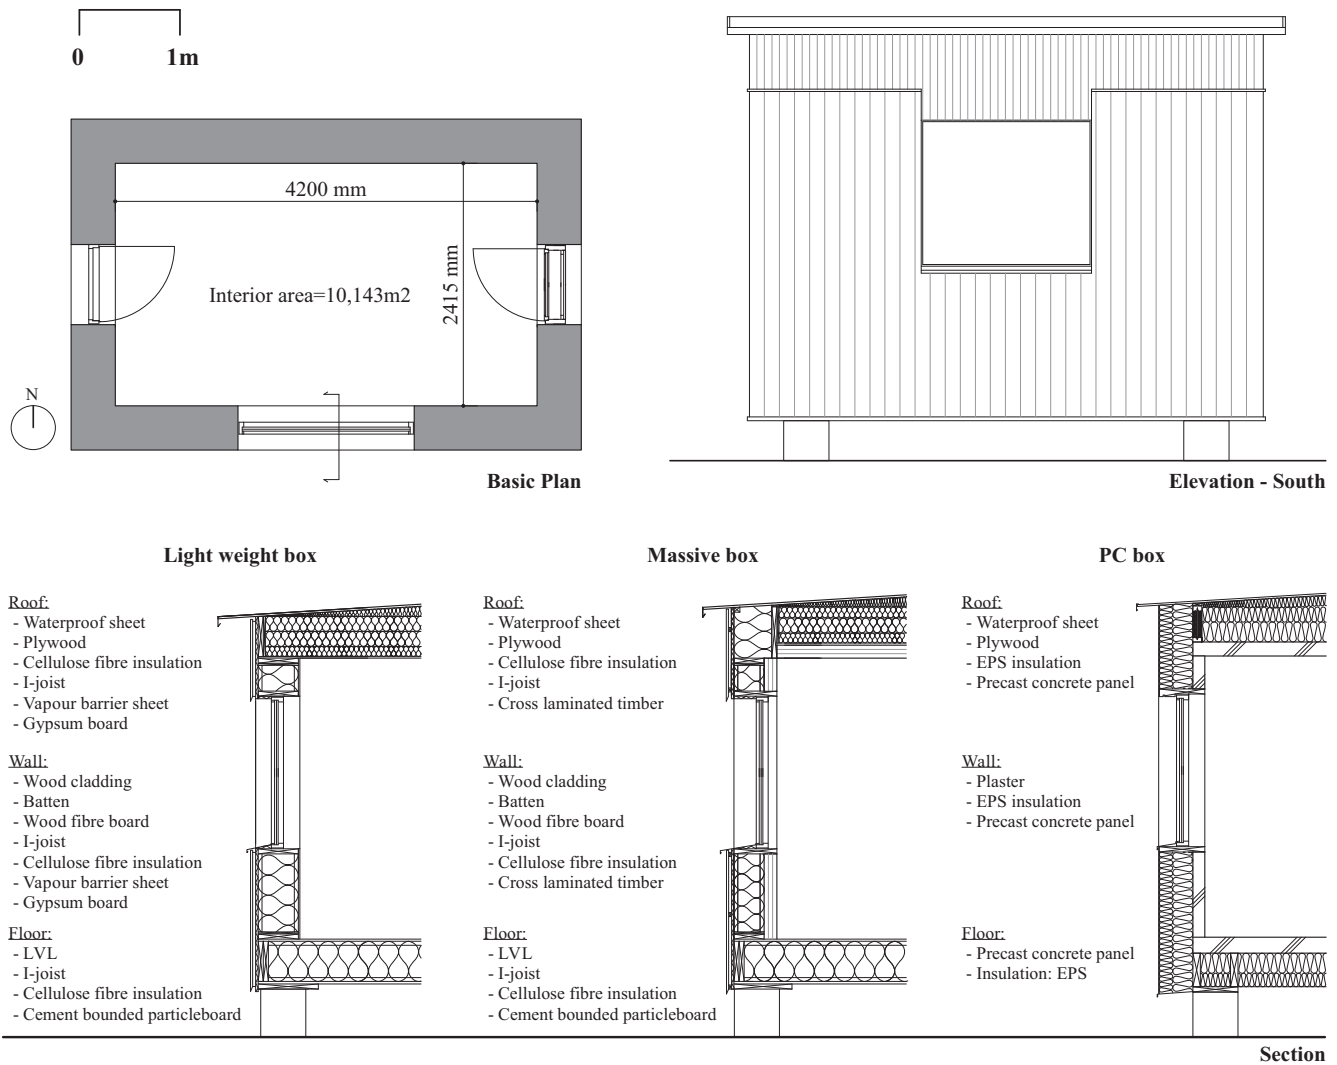 0 1m
4200 mm
2415 mm
Interior area=10,143m2
N
Basic Plan
Elevation - South
Light weight box
Roof:
- Waterproof sheet
- Plywood
- Cellulose fibre insulation
- I-joist
- Vapour barrier sheet
- Gypsum board
Wall:
- Wood cladding
- Batten
- Wood fibre board
- I-joist
- Cellulose fibre insulation
- Vapour barrier sheet
- Gypsum board
Floor:
- LVL
- I-joist
- Cellulose fibre insulation
- Cement bounded particleboard
Massive box
Roof:
- Waterproof sheet
- Plywood
- Cellulose fibre insulation
- I-joist
- Cross laminated timber
Wall:
- Wood cladding
- Batten
- Wood fibre board
- I-joist
- Cellulose fibre insulation
- Cross laminated timber
Floor:
- LVL
- I-joist
- Cellulose fibre insulation
- Cement bounded particleboard
PC box
Roof:
- Waterproof sheet
- Plywood
- EPS insulation
- Precast concrete panel
Wall:
- Plaster
- EPS insulation
- Precast concrete panel
Floor:
- Precast concrete panel
- Insulation: EPS
Section